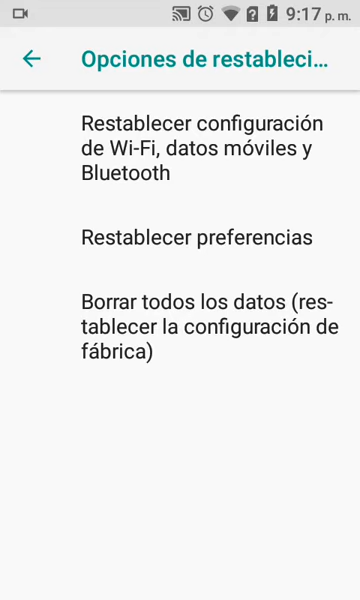 9:17 p. m.
Opciones de restableci...
Restablecer configuración
de Wi-Fi, datos móviles y
Bluetooth
Restablecer preferencias
Borrar todos los datos (res-
tablecer la configuración de
fábrica)